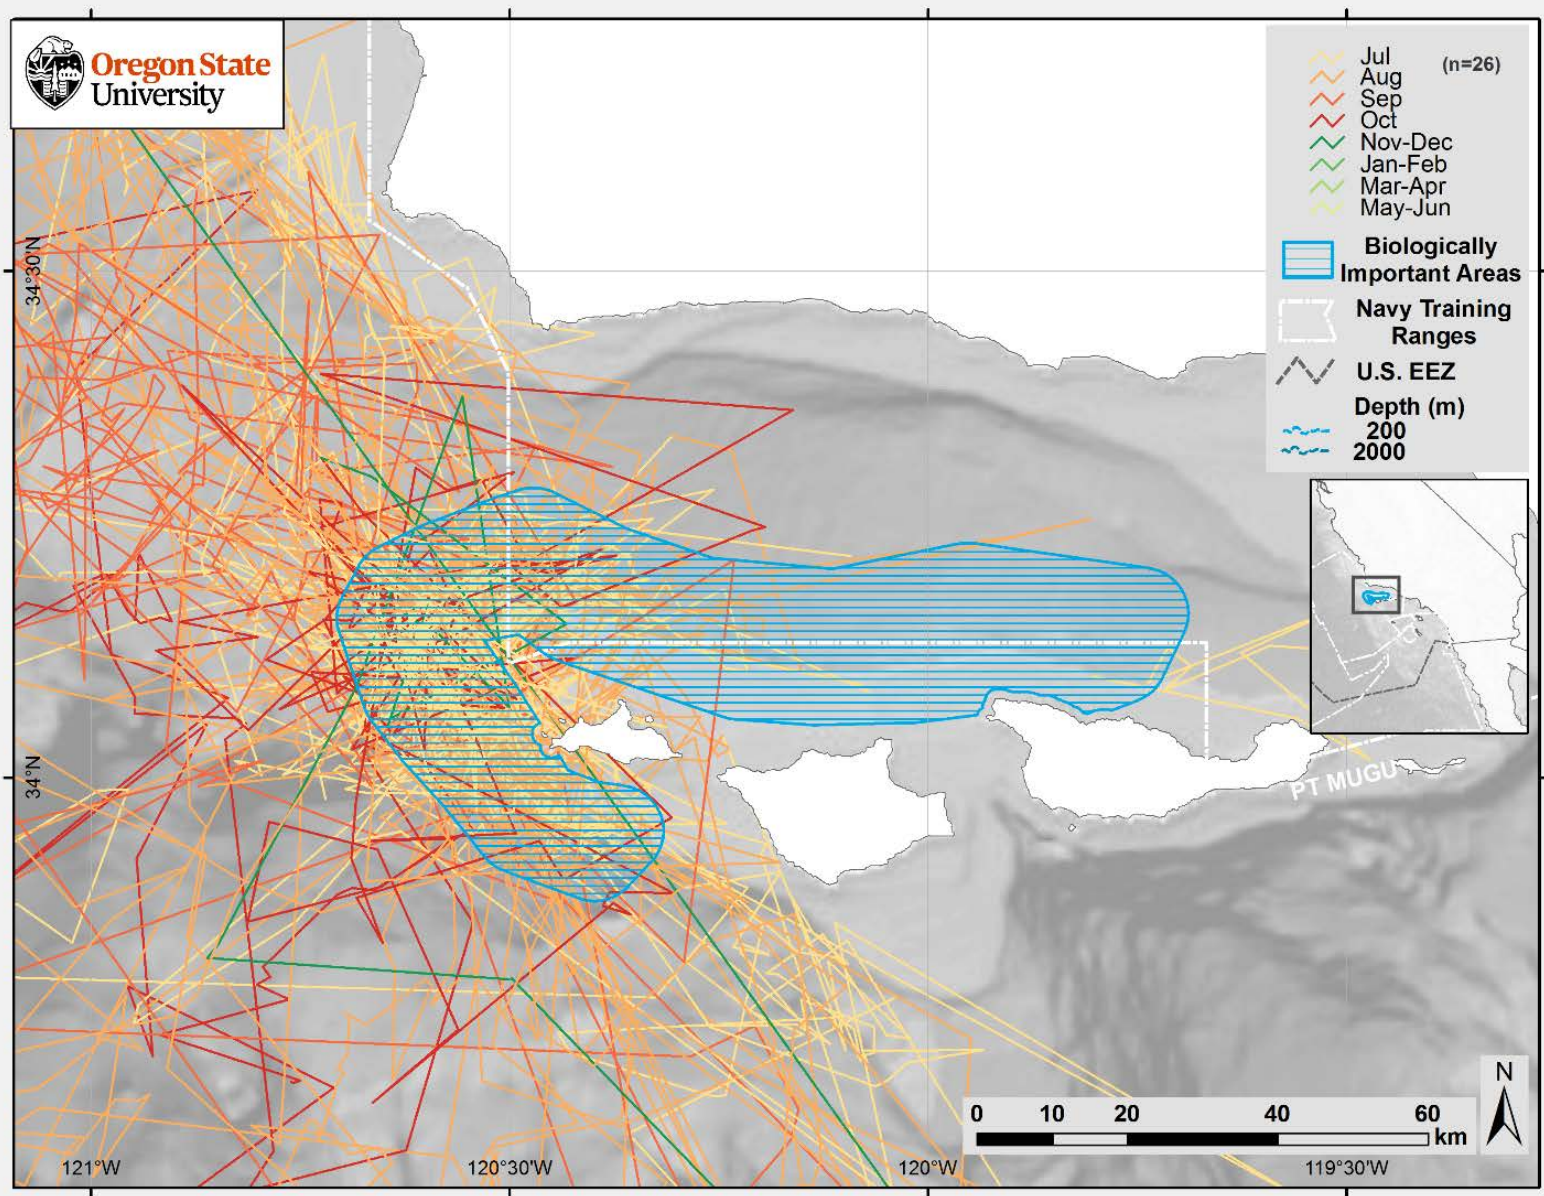 Oregon State
University
Jul
(n=26)
Aug
Sep
Oct
Nov-Dec
Jan-Feb
Mar-Apr
May-Jun
Biologically
Important Areas
Navy Training
Ranges
U.S. EEZ
Depth (m)
200
2000
34°30'N
34°N
PT MUGU
N
0 10 20 40 60
km
121°W 120°30'W 120°W 119°30'W